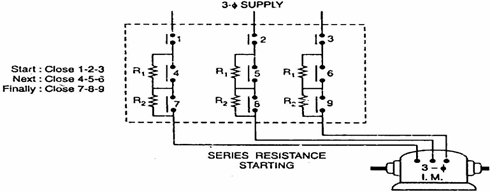 3-ϕ SUPPLY
1 2 3
Start : Close 1-2-3
Next : Close 4-5-6
Finally : Close 7-8-9
R1 4 R1 5 R1 6
R2 7 R2 8 R2 9
SERIES RESISTANCE
STARTING
3 – ϕ
I. M.